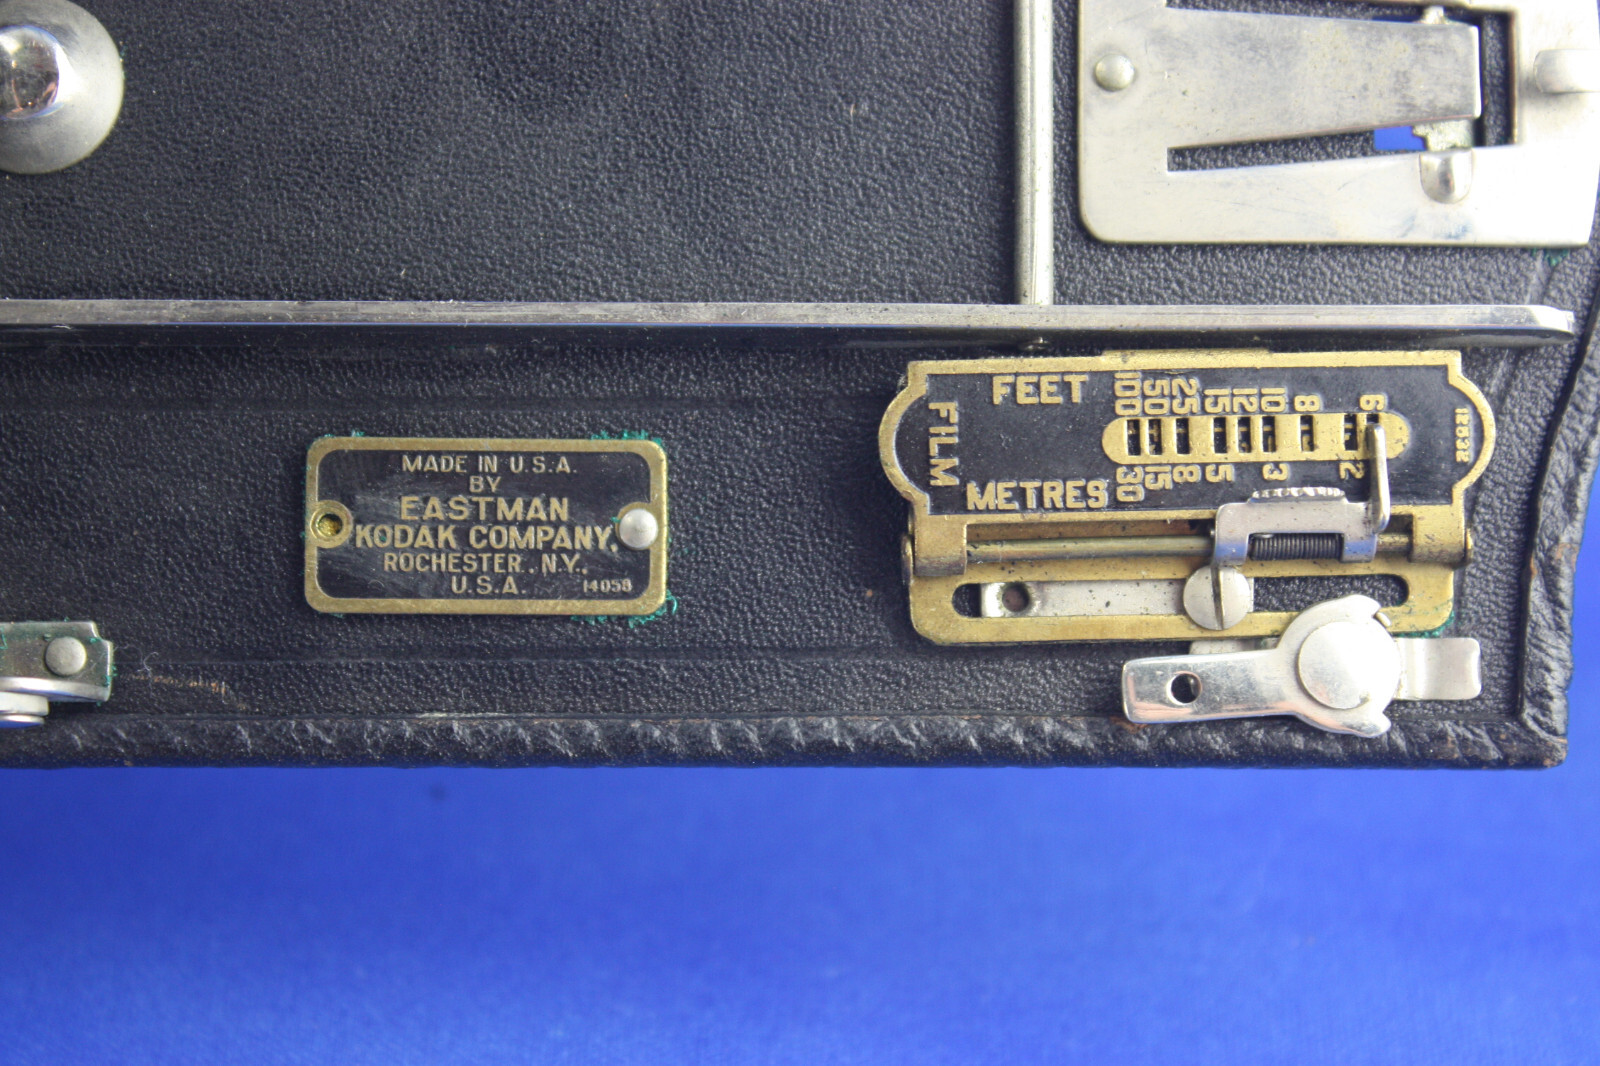 MADE IN U.S.A.
BY
EASTMAN
KODAK COMPANY,
ROCHESTER, N.Y.,
U.S.A. 14058
FILM
FEET 100 50 25 15 12 10 8 6
METRES 30 15 8 5 3 2